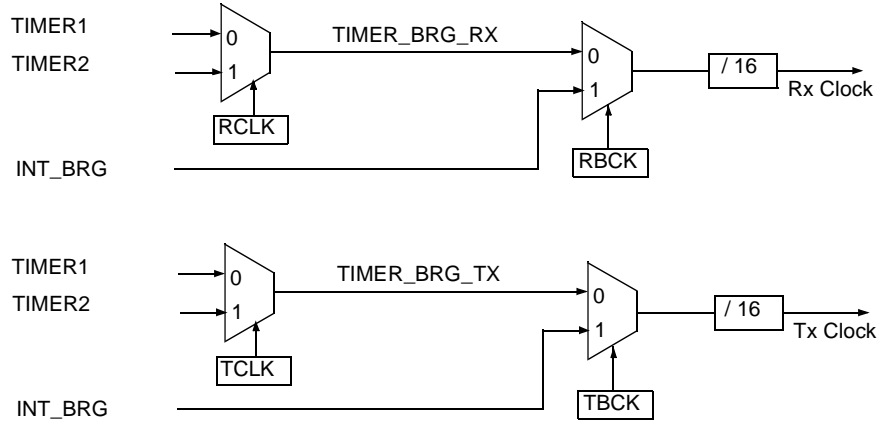 TIMER1
0
TIMER_BRG_RX
0
/ 16
TIMER2
1
1
Rx Clock
RCLK
RBCK
INT_BRG
TIMER1
0
TIMER_BRG_TX
0
/ 16
TIMER2
1
1
Tx Clock
TCLK
TBCK
INT_BRG